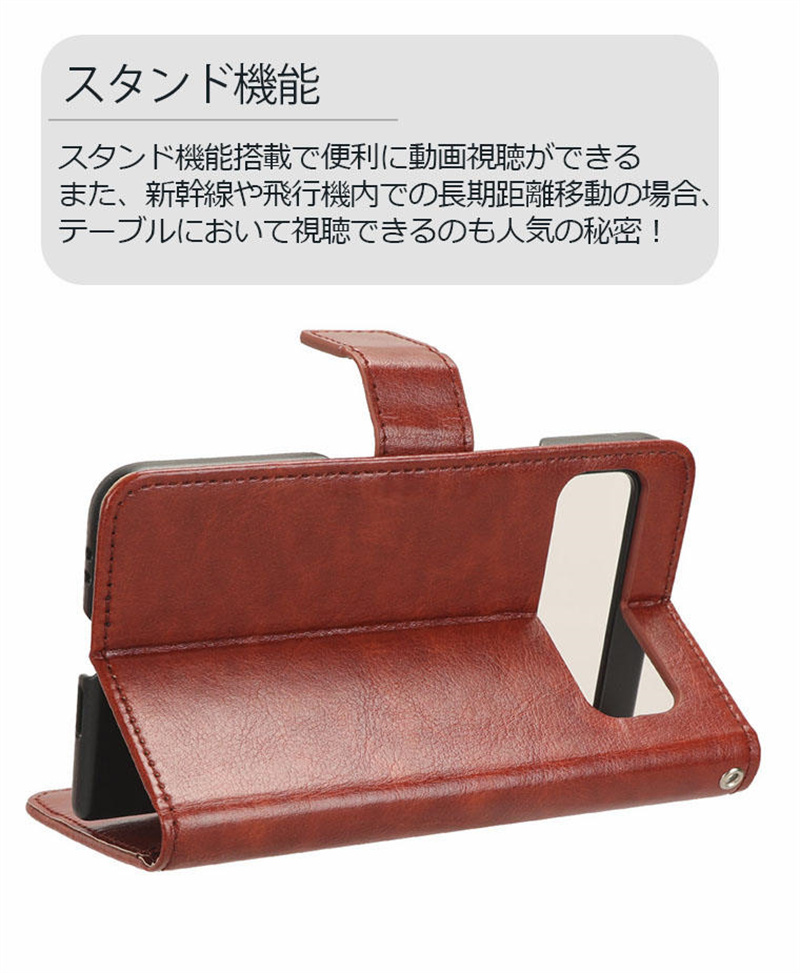 スタンド機能
スタンド機能搭載で便利に動画視聴ができる
また、新幹線や飛行機内での長期距離移動の場合、
テーブルにおいて視聴できるのも人気の秘密！